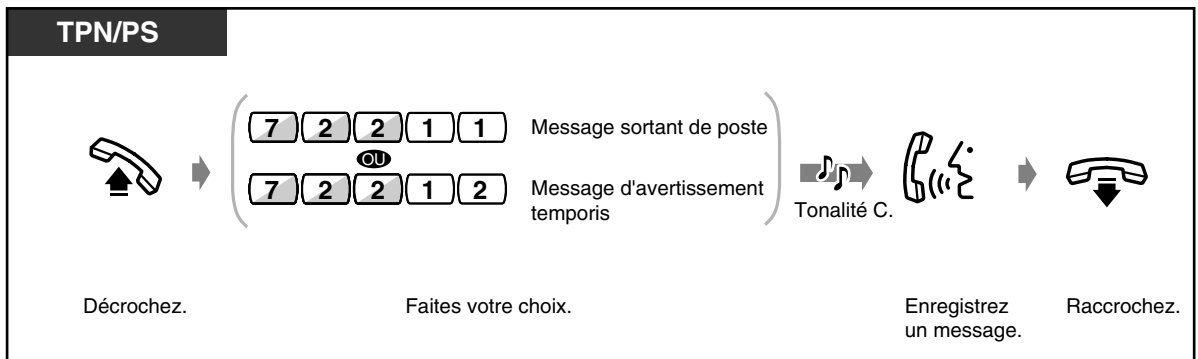 TPN/PS
7 2 2 1 1 Message sortant de poste
OU
7 2 2 1 2 Message d'avertissement
temporis
Tonalité C.
Décrochez.
Faites votre choix.
Enregistrez
un message.
Raccrochez.